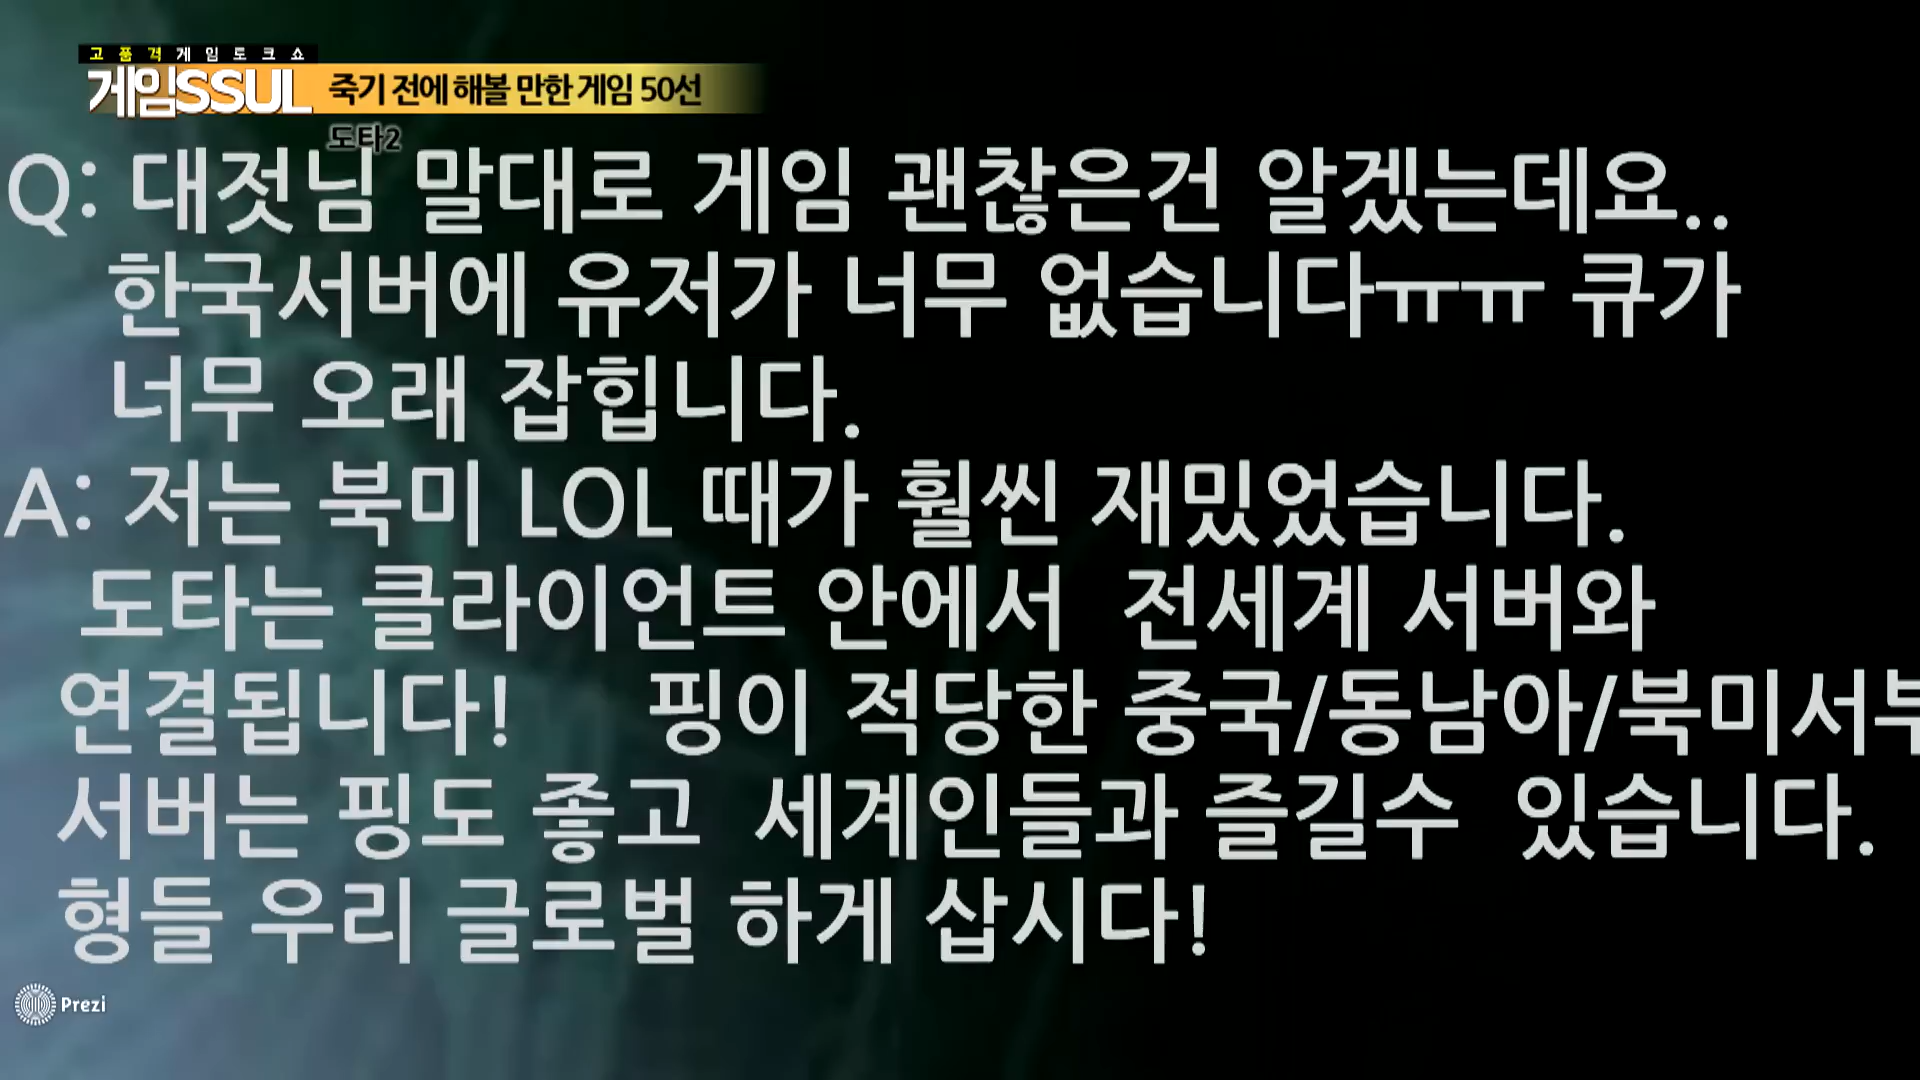 고품격게임토크쇼
게임SSUL 죽기 전에 해볼 만한 게임 50선
도타2
Q: 대젓님 말대로 게임 괜찮은건 알겠는데요..
한국서버에 유저가 너무 없습니다ㅠㅠ 큐가
너무 오래 잡힙니다.
A: 저는 북미 LOL 때가 훨씬 재밌었습니다.
도타는 클라이언트 안에서 전세계 서버와
연결됩니다! 핑이 적당한 중국/동남아/북미서부
서버는 핑도 좋고 세계인들과 즐길수 있습니다.
형들 우리 글로벌 하게 삽시다!
Prezi